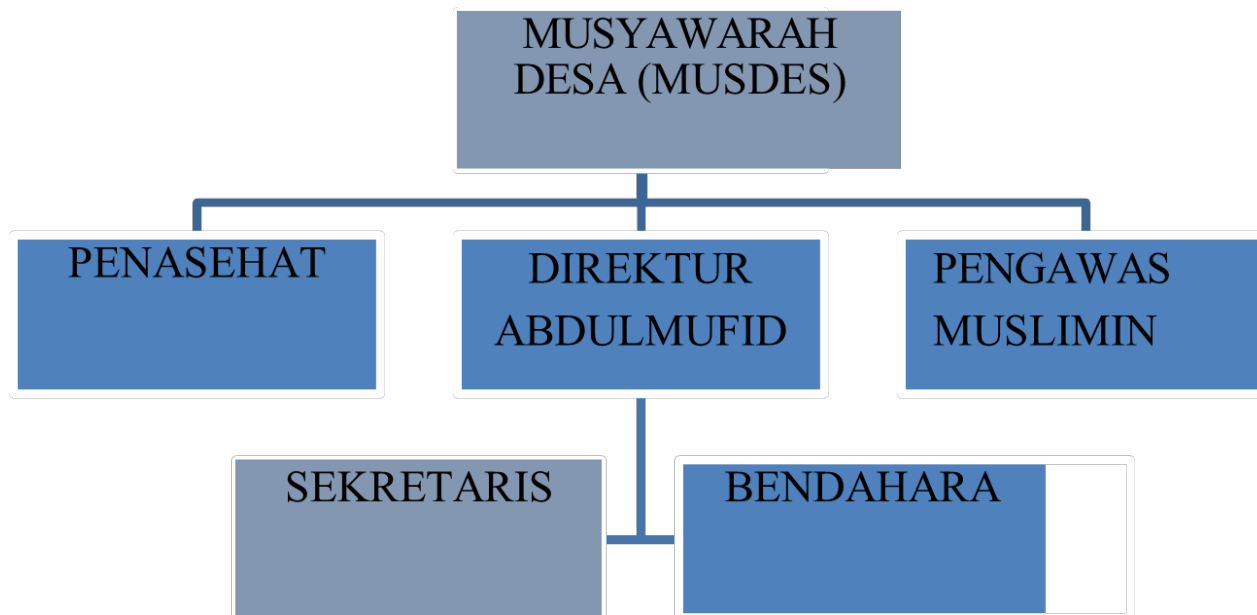 MUSYAWARAH
DESA (MUSDES)
PENASEHAT
DIREKTUR
ABDULMUFID
PENGAWAS
MUSLIMIN
SEKRETARIS
BENDAHARA